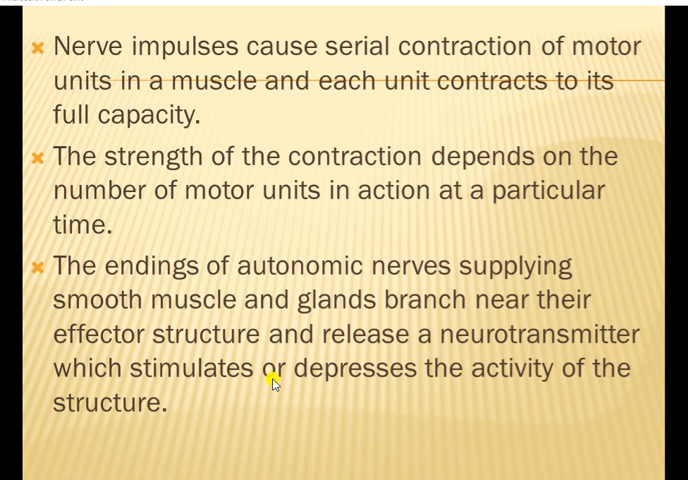 Nerve impulses cause serial contraction of motor
units in a muscle and each unit contracts to its
full capacity.
The strength of the contraction depends on the
number of motor units in action at a particular
time.
The endings of autonomic nerves supplying
smooth muscle and glands branch near their
effector structure and release a neurotransmitter
which stimulates or depresses the activity of the
structure.